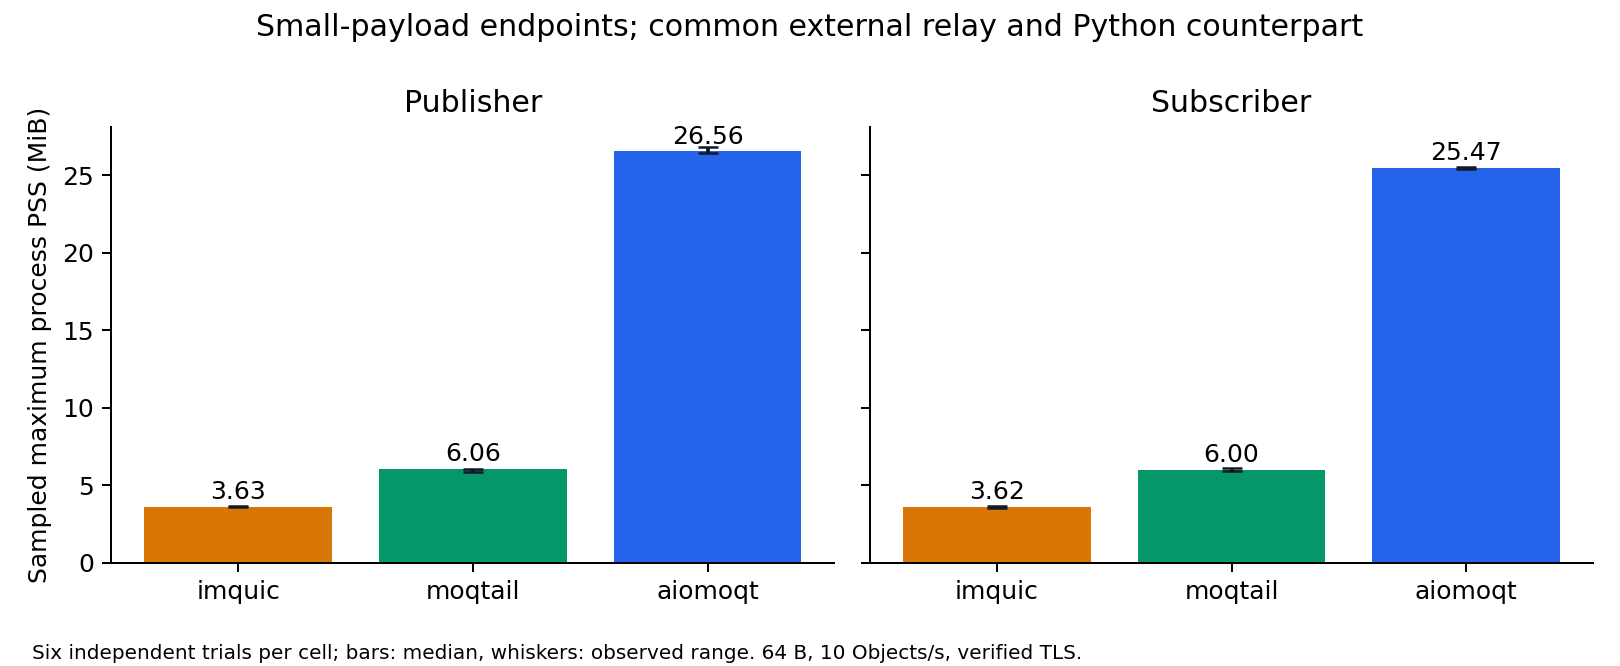 Small-payload endpoints; common external relay and Python counterpart
Publisher
Sampled maximum process PSS (MiB)
25
20
15
10
5
0
3.63
6.06
26.56
imquic
moqtail
aiomoqt
Subscriber
3.62
6.00
25.47
imquic
moqtail
aiomoqt
Six independent trials per cell; bars: median, whiskers: observed range. 64 B, 10 Objects/s, verified TLS.